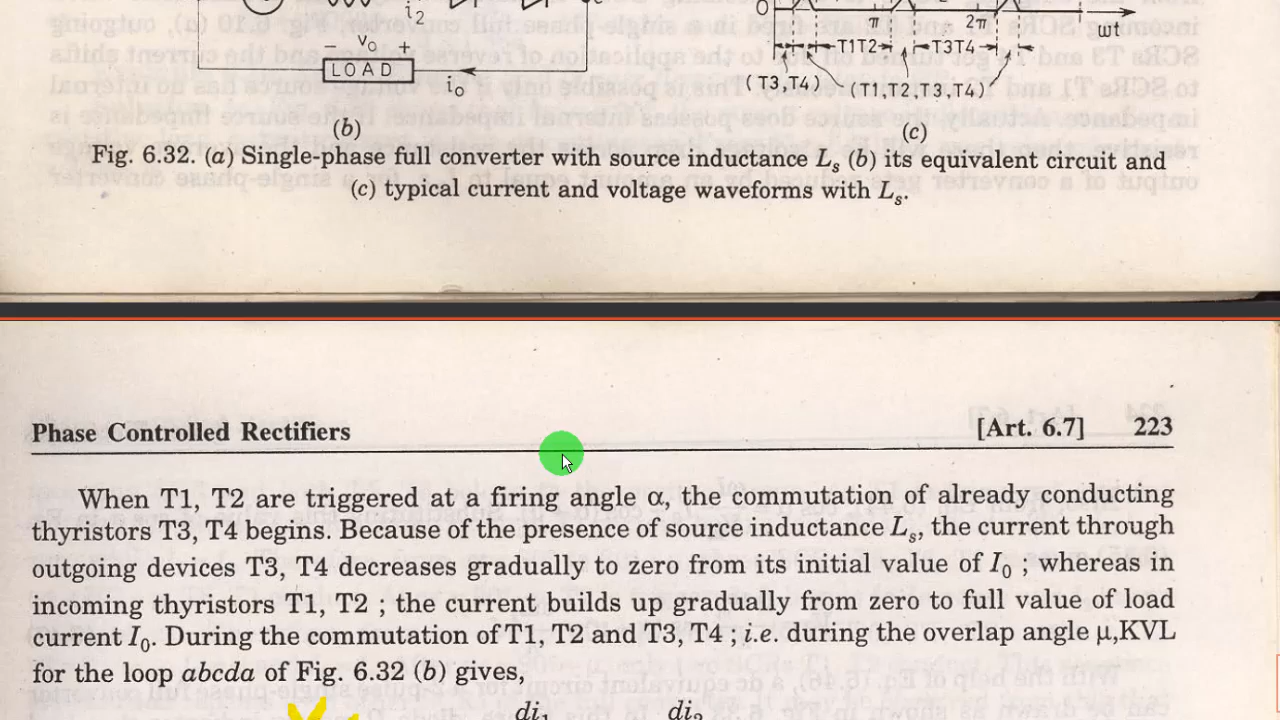 0 π 2π ωt
i2
T1T2 T3T4
− Vo +
LOAD
io
(T3,T4) (T1,T2,T3,T4)
(b) (c)
Fig. 6.32. (a) Single-phase full converter with source inductance Ls (b) its equivalent circuit and
(c) typical current and voltage waveforms with Ls.
Phase Controlled Rectifiers [Art. 6.7] 223
When T1, T2 are triggered at a firing angle α, the commutation of already conducting
thyristors T3, T4 begins. Because of the presence of source inductance Ls, the current through
outgoing devices T3, T4 decreases gradually to zero from its initial value of I0 ; whereas in
incoming thyristors T1, T2 ; the current builds up gradually from zero to full value of load
current I0. During the commutation of T1, T2 and T3, T4 ; i.e. during the overlap angle μ,KVL
for the loop abcda of Fig. 6.32 (b) gives,
di1 di2